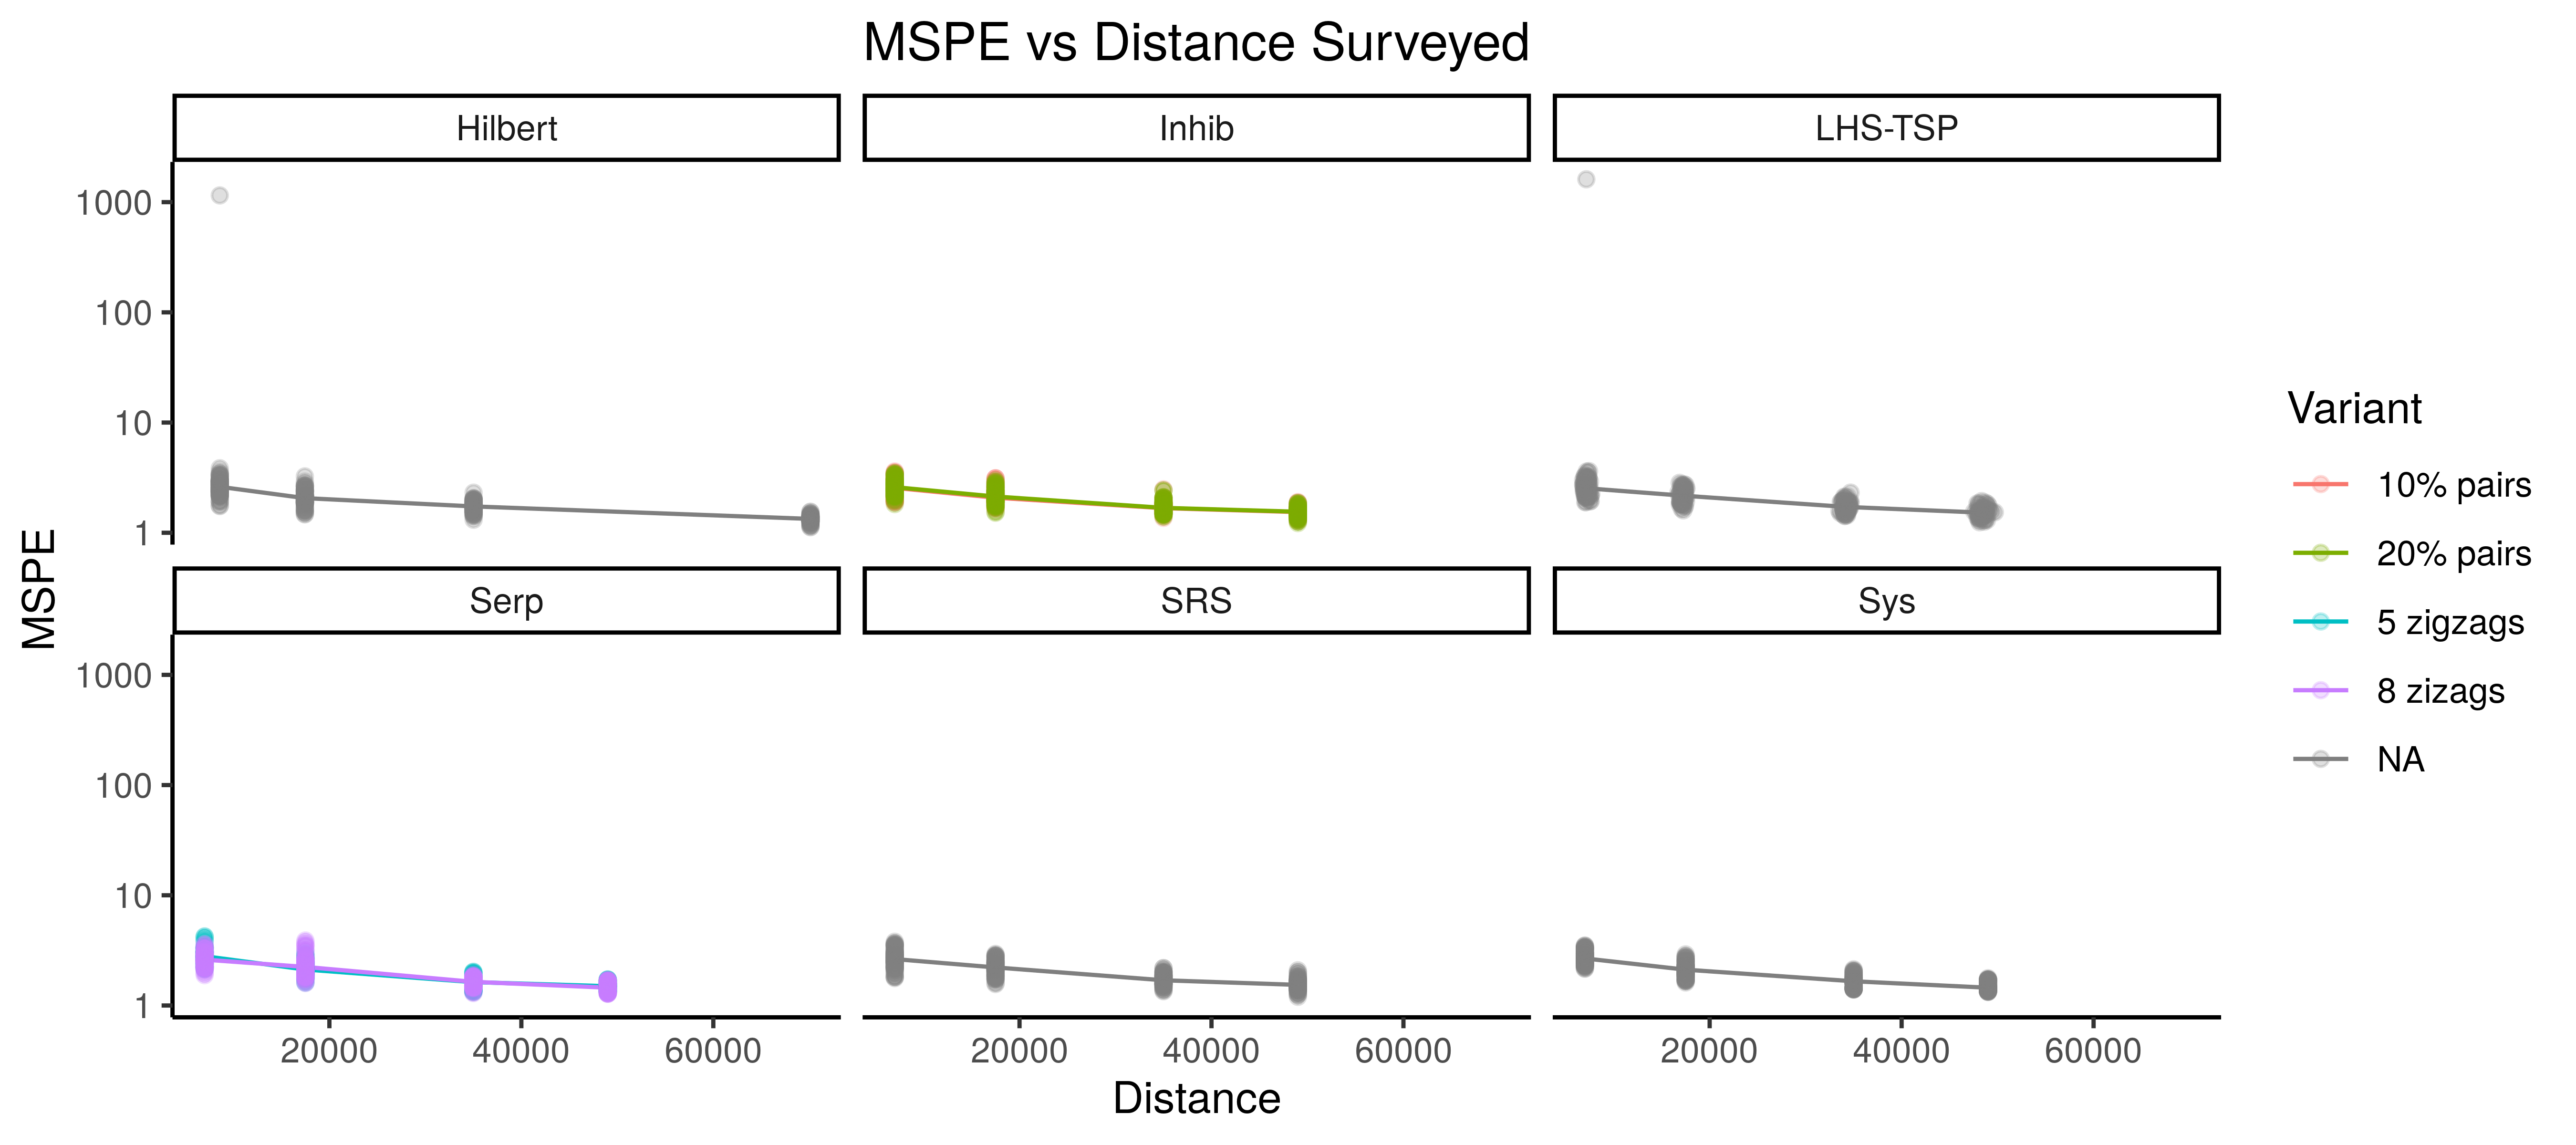 MSPE vs Distance Surveyed
Hilbert
Inhib
LHS-TSP
1000
100
10
1
MSPE
Serp
SRS
Sys
1000
100
10
1
20000 40000 60000
20000 40000 60000
20000 40000 60000
Distance
Variant
10% pairs
20% pairs
5 zigzags
8 zizags
NA